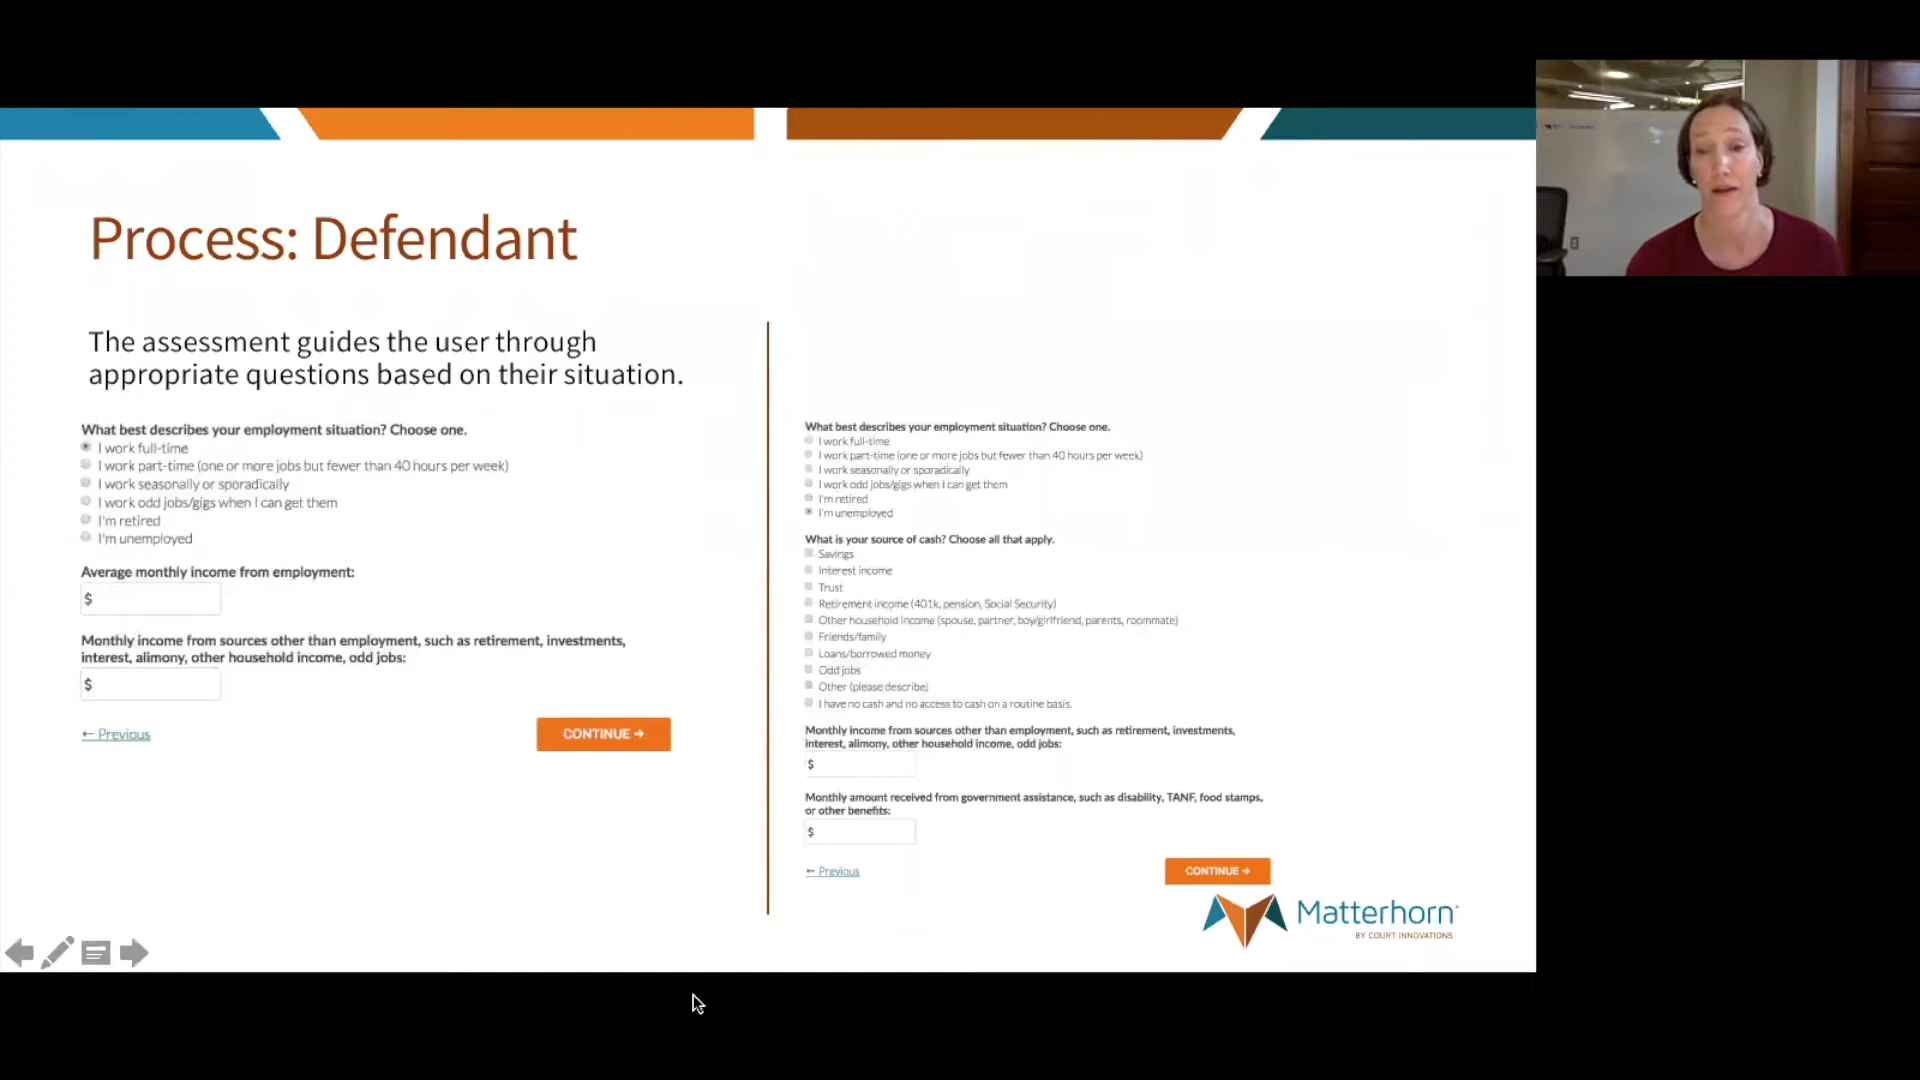 Process: Defendant
The assessment guides the user through
appropriate questions based on their situation.
What best describes your employment situation? Choose one.
I work full-time
I work part-time (one or more jobs but fewer than 40 hours per week)
I work seasonally or sporadically
I work odd jobs/gigs when I can get them
I'm retired
I'm unemployed
Average monthly income from employment:
$
Monthly income from sources other than employment, such as retirement, investments,
interest, alimony, other household income, odd jobs:
$
← Previous
CONTINUE →
What best describes your employment situation? Choose one.
I work full-time
I work part-time (one or more jobs but fewer than 40 hours per week)
I work seasonally or sporadically
I work odd jobs/gigs when I can get them
I'm retired
I'm unemployed
What is your source of cash? Choose all that apply.
Savings
Interest income
Trust
Retirement income (401k, pension, Social Security)
Other household income (spouse, partner, boy/girlfriend, parents, roommate)
Friends/family
Loans/borrowed money
Odd jobs
Other (please describe)
I have no cash and no access to cash on a routine basis.
Monthly income from sources other than employment, such as retirement, investments,
interest, alimony, other household income, odd jobs:
$
Monthly amount received from government assistance, such as disability, TANF, food stamps,
or other benefits:
$
← Previous
CONTINUE →
Matterhorn
BY COURT INNOVATIONS